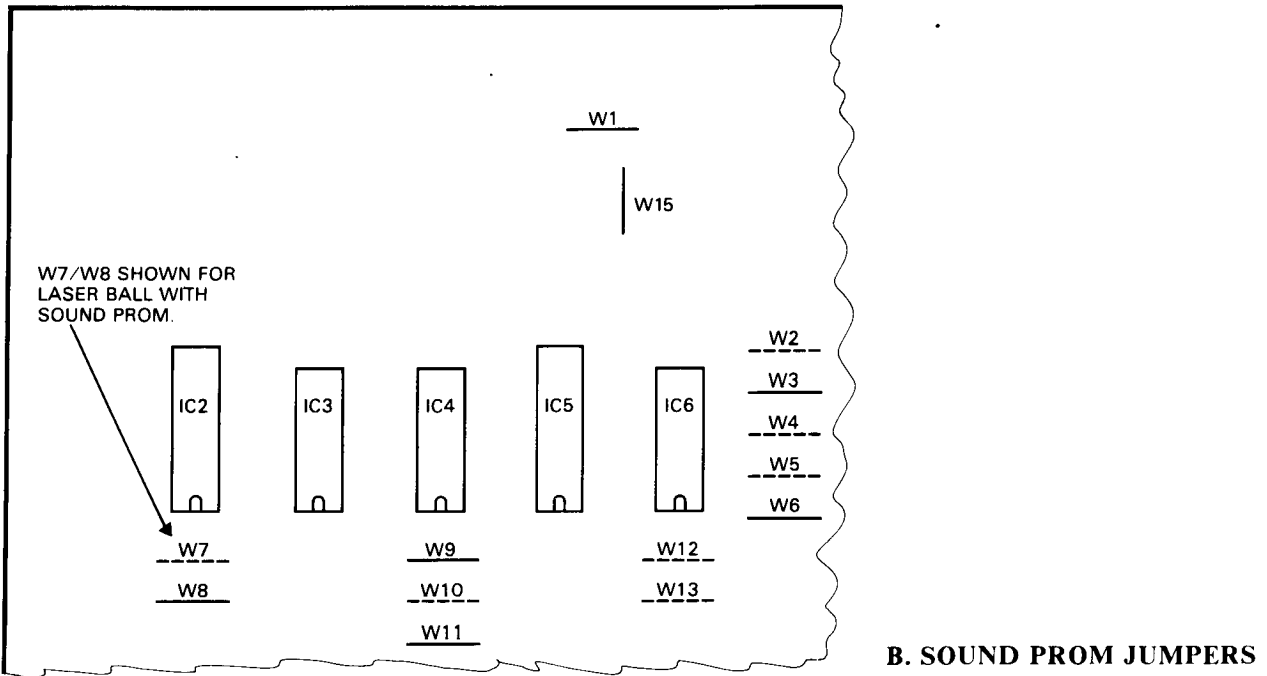 W1
W15
W7/W8 SHOWN FOR
LASER BALL WITH
SOUND PROM.
W2
W3
IC2
IC3
IC4
IC5
IC6
W4
W5
W6
W7
W9
W12
W8
W10
W13
W11
B. SOUND PROM JUMPERS